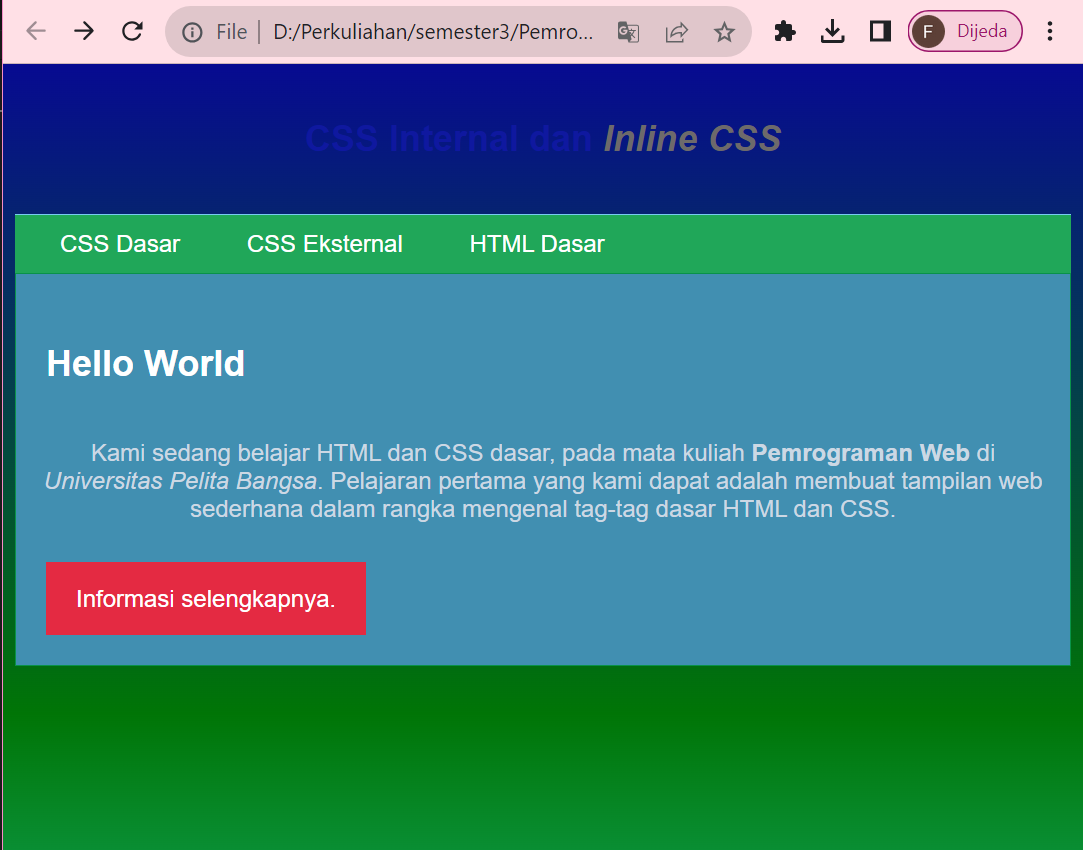 File D:/Perkuliahan/semester3/Pemro... F Dijeda
CSS Internal dan Inline CSS
CSS Dasar CSS Eksternal HTML Dasar
Hello World
Kami sedang belajar HTML dan CSS dasar, pada mata kuliah Pemrograman Web di
Universitas Pelita Bangsa. Pelajaran pertama yang kami dapat adalah membuat tampilan web
sederhana dalam rangka mengenal tag-tag dasar HTML dan CSS.
Informasi selengkapnya.